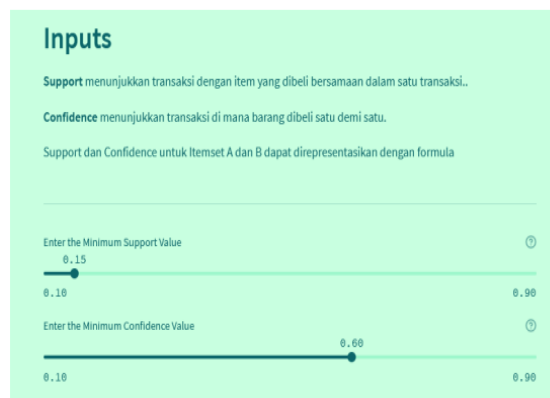 Inputs
Support menunjukkan transaksi dengan item yang dibeli bersamaan dalam satu transaksi..
Confidence menunjukkan transaksi di mana barang dibeli satu demi satu.
Support dan Confidence untuk Itemset A dan B dapat direpresentasikan dengan formula
Enter the Minimum Support Value
0.15
0.10 0.90
Enter the Minimum Confidence Value
0.60
0.10 0.90